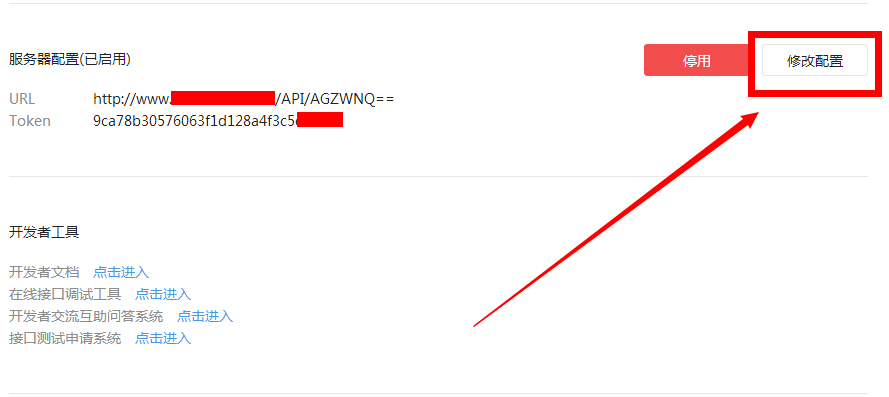 服务器配置(已启用)
停用
修改配置
URL http://www. /API/AGZWNQ==
Token 9ca78b30576063f1d128a4f3c5
开发者工具
开发者文档 点击进入
在线接口调试工具 点击进入
开发者交流互助问答系统 点击进入
接口测试申请系统 点击进入